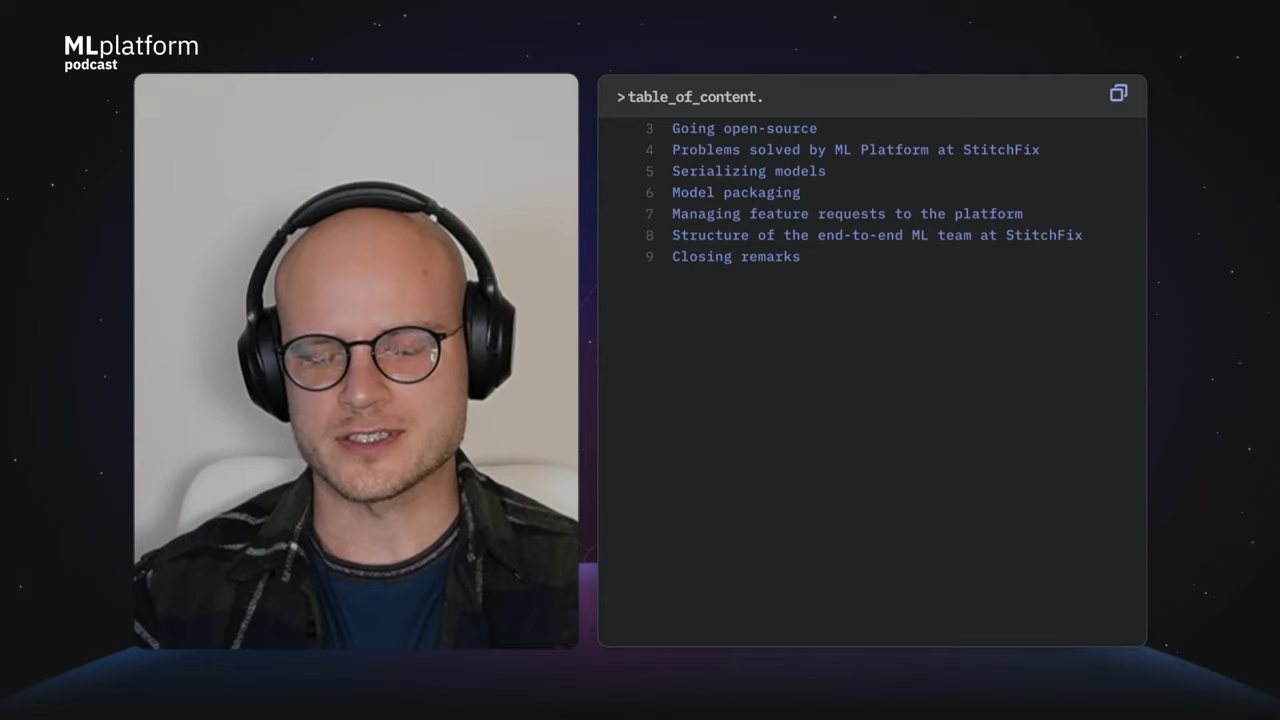 MLplatform
podcast
>table_of_content.
3 Going open-source
4 Problems solved by ML Platform at StitchFix
5 Serializing models
6 Model packaging
7 Managing feature requests to the platform
8 Structure of the end-to-end ML team at StitchFix
9 Closing remarks